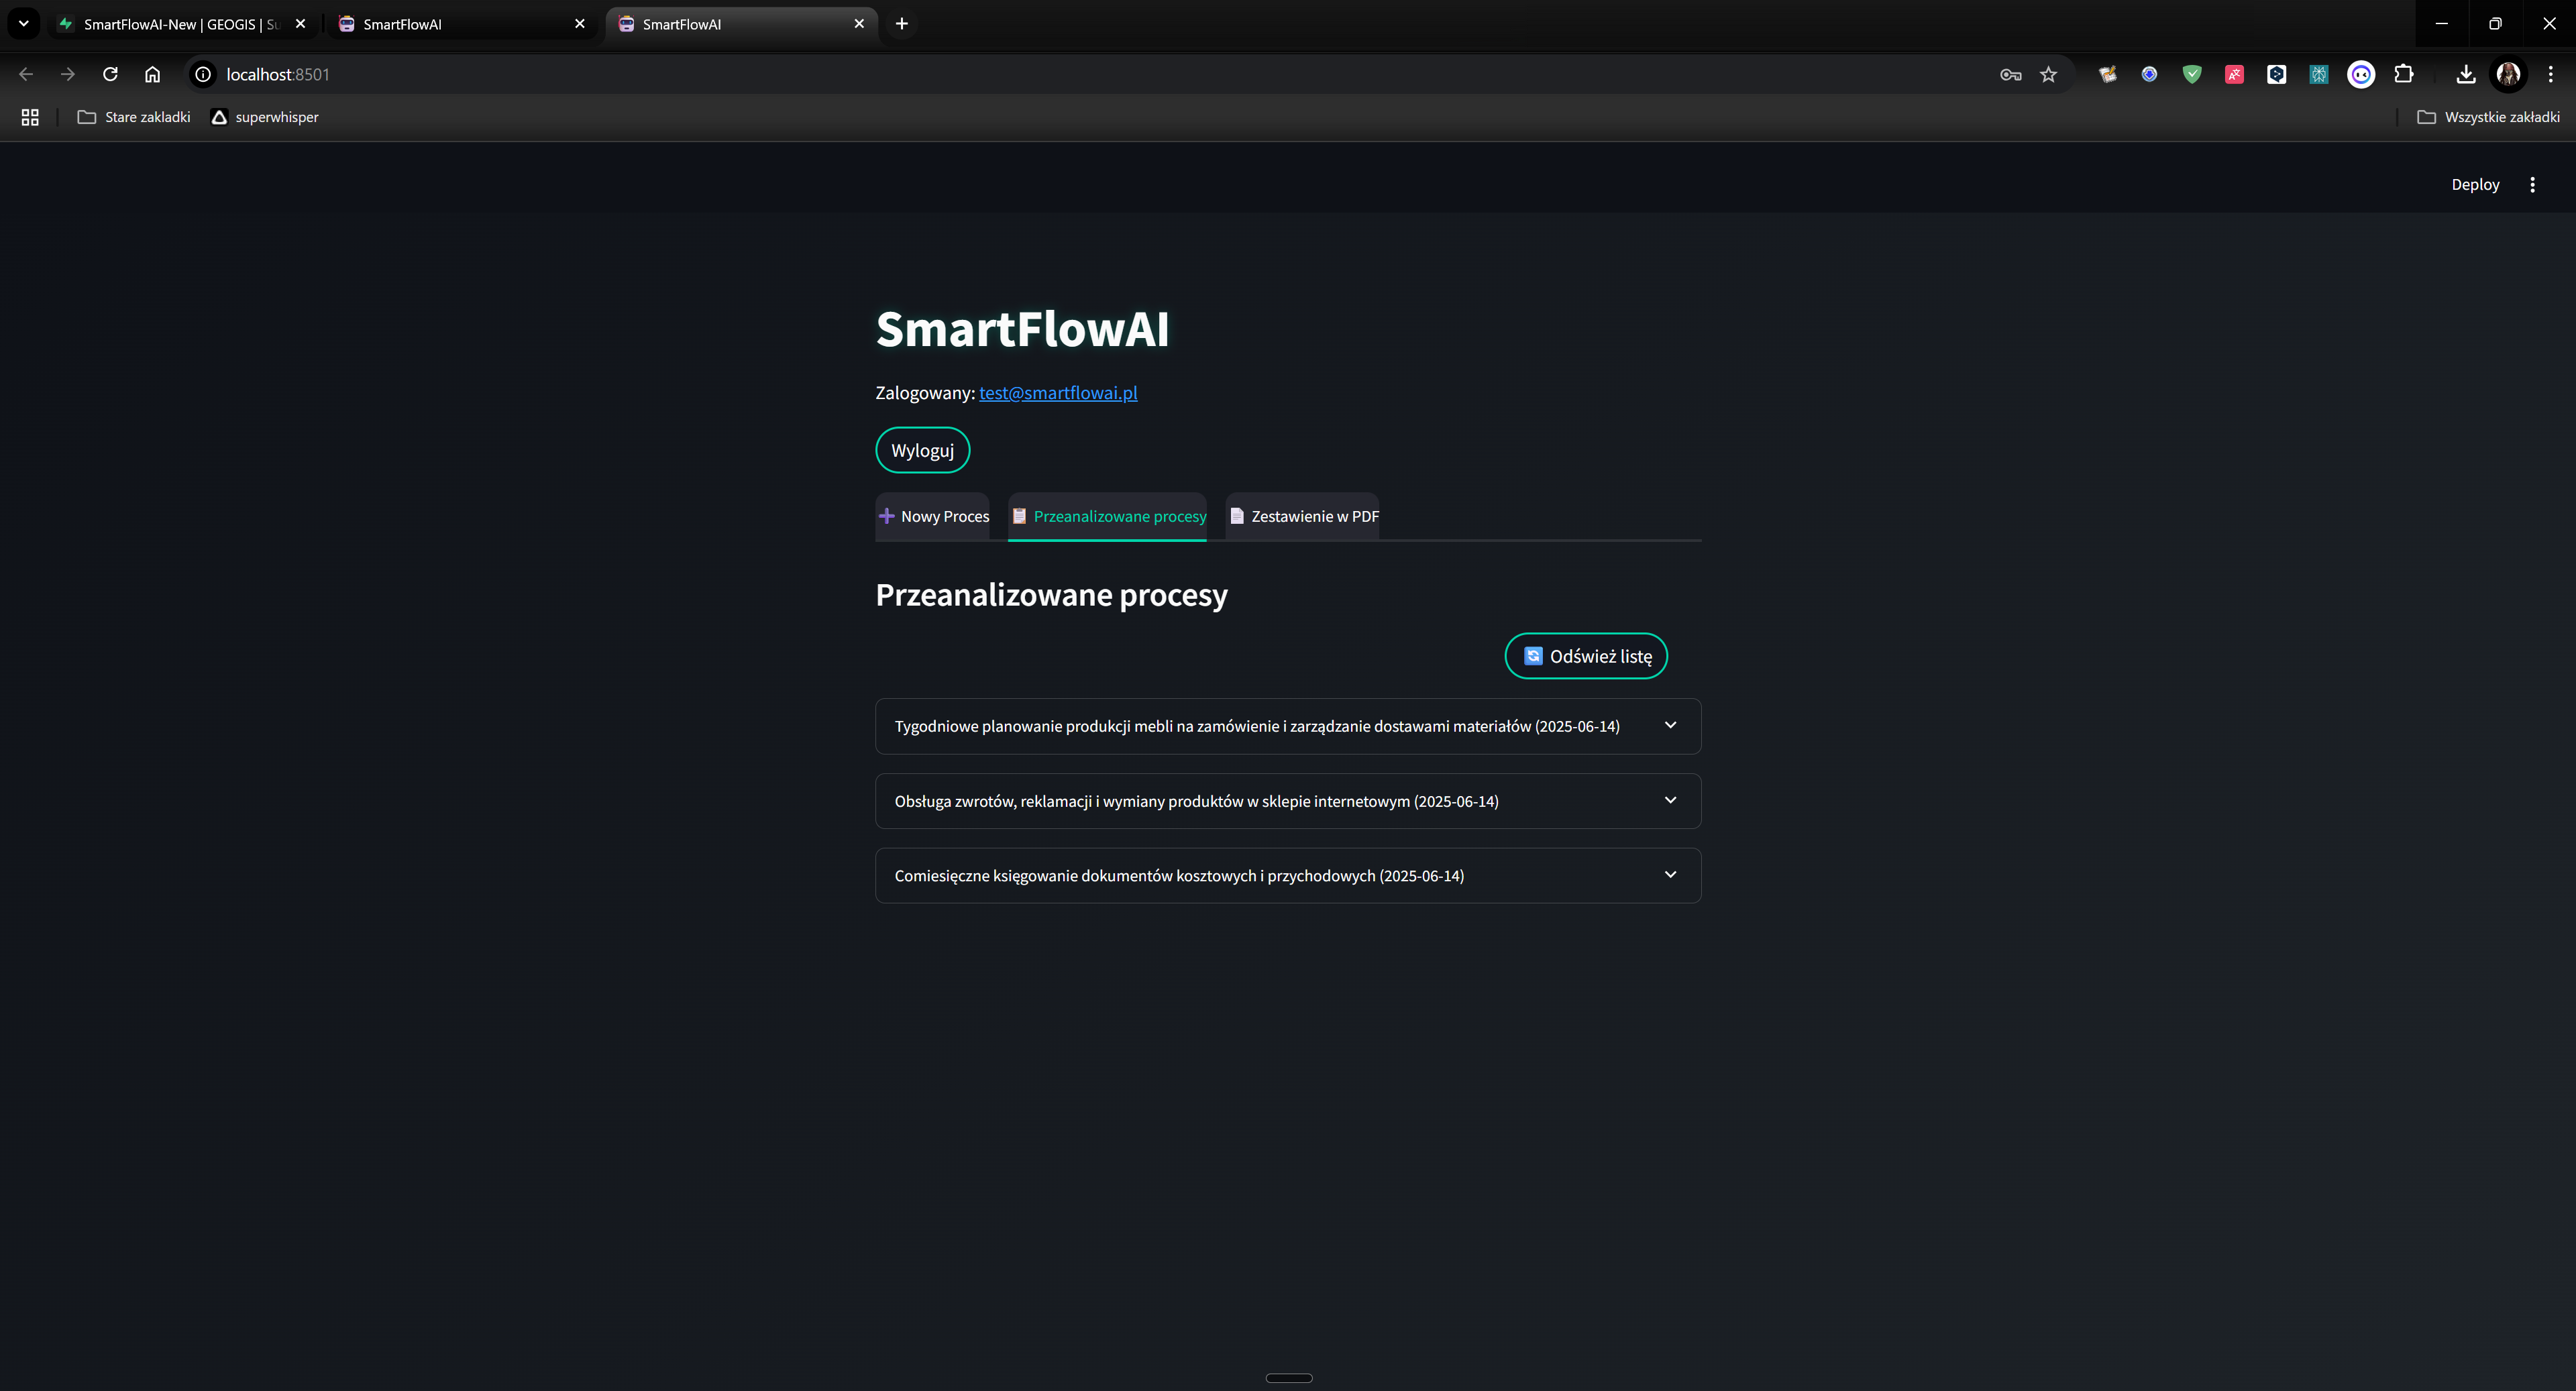 SmartFlowAI-New | GEOGIS | Su
SmartFlowAI
SmartFlowAI
localhost:8501
Stare zakladki
superwhisper
Wszystkie zakładki
Deploy
SmartFlowAI
Zalogowany: test@smartflowai.pl
Wyloguj
Nowy Proces
Przeanalizowane procesy
Zestawienie w PDF
Przeanalizowane procesy
Odśwież listę
Tygodniowe planowanie produkcji mebli na zamówienie i zarządzanie dostawami materiałów (2025-06-14)
Obsługa zwrotów, reklamacji i wymiany produktów w sklepie internetowym (2025-06-14)
Comiesięczne księgowanie dokumentów kosztowych i przychodowych (2025-06-14)